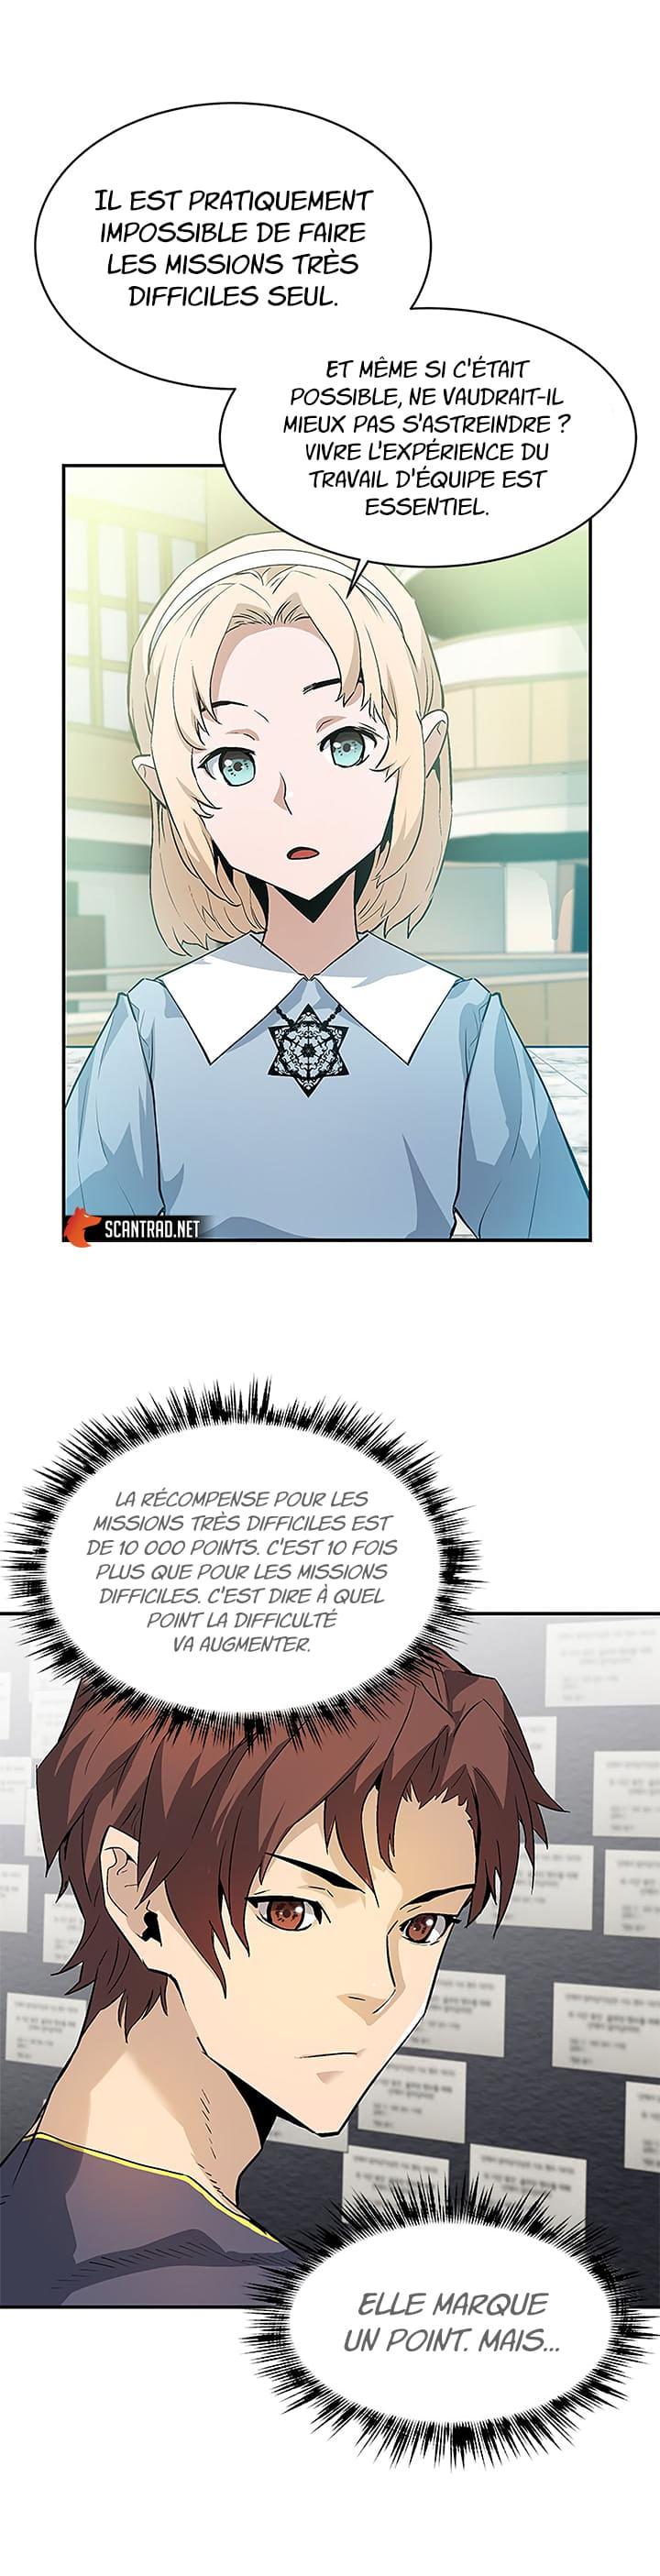 IL EST PRATIQUEMENT
IMPOSSIBLE DE FAIRE
LES MISSIONS TRÈS
DIFFICILES SEUL.
ET MÊME SI C'ÉTAIT
POSSIBLE, NE VAUDRAIT-IL
MIEUX PAS S'ASTREINDRE ?
VIVRE L'EXPÉRIENCE DU
TRAVAIL D'ÉQUIPE EST
ESSENTIEL.
SCANTRAD.NET
LA RÉCOMPENSE POUR LES
MISSIONS TRÈS DIFFICILES EST
DE 10 000 POINTS. C'EST 10 FOIS
PLUS QUE POUR LES MISSIONS
DIFFICILES. C'EST DIRE À QUEL
POINT LA DIFFICULTÉ
VA AUGMENTER.
ELLE MARQUE
UN POINT. MAIS...